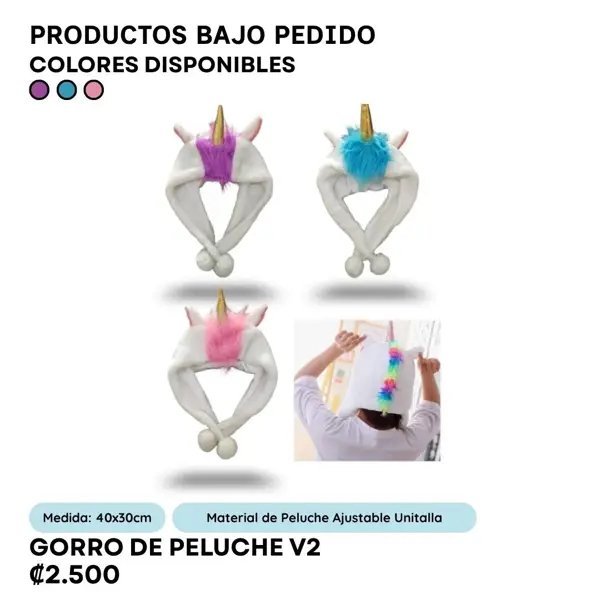 PRODUCTOS BAJO PEDIDO
COLORES DISPONIBLES
Medida: 40x30cm
Material de Peluche Ajustable Unitalla
GORRO DE PELUCHE V2
₡2.500